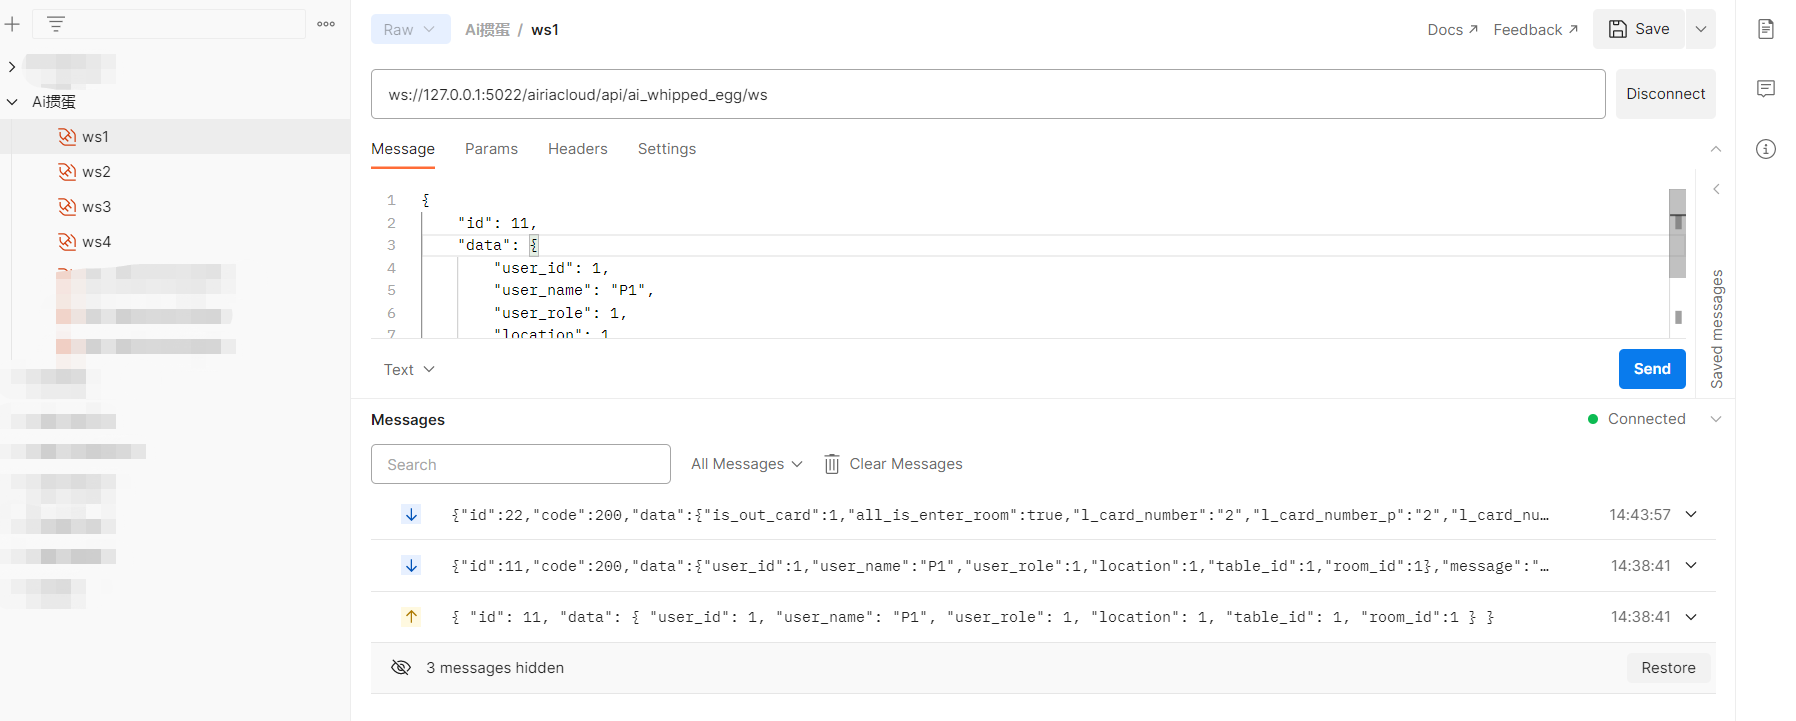 Ai掼蛋
ws1
ws2
ws3
ws4
Raw
Ai掼蛋 / ws1
Docs ↗ Feedback ↗ Save
ws://127.0.0.1:5022/airiacloud/api/ai_whipped_egg/ws
Disconnect
Message Params Headers Settings
1 {
2 "id": 11,
3 "data": {
4 "user_id": 1,
5 "user_name": "P1",
6 "user_role": 1,
7 "location": 1
Saved messages
Text
Send
Messages
Connected
Search
All Messages
Clear Messages
{"id":22,"code":200,"data":{"is_out_card":1,"all_is_enter_room":true,"l_card_number":"2","l_card_number_p":"2","l_card_nu… 14:43:57
{"id":11,"code":200,"data":{"user_id":1,"user_name":"P1","user_role":1,"location":1,"table_id":1,"room_id":1},"message":"… 14:38:41
{ "id": 11, "data": { "user_id": 1, "user_name": "P1", "user_role": 1, "location": 1, "table_id": 1, "room_id":1 } } 14:38:41
3 messages hidden
Restore